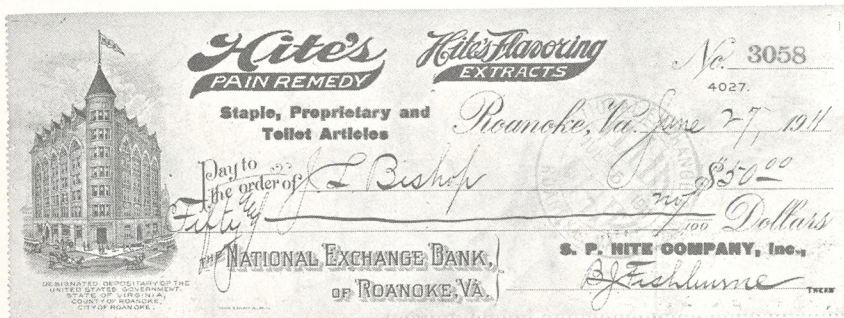 Hite's
PAIN REMEDY
Hite's Flavoring
EXTRACTS
No. 3058
4027.
Staple, Proprietary and
Toilet Articles
Roanoke, Va. June 27, 1911
Pay to
the order of J L Bishop $50.00
Fifty no/100 Dollars
THE NATIONAL EXCHANGE BANK,
OF ROANOKE, VA.
S. P. HITE COMPANY, Inc.,
BJ Fishburne TREAS
DESIGNATED DEPOSITARY OF THE
UNITED STATES GOVERNMENT.
STATE OF VIRGINIA,
COUNTY OF ROANOKE,
CITY OF ROANOKE.